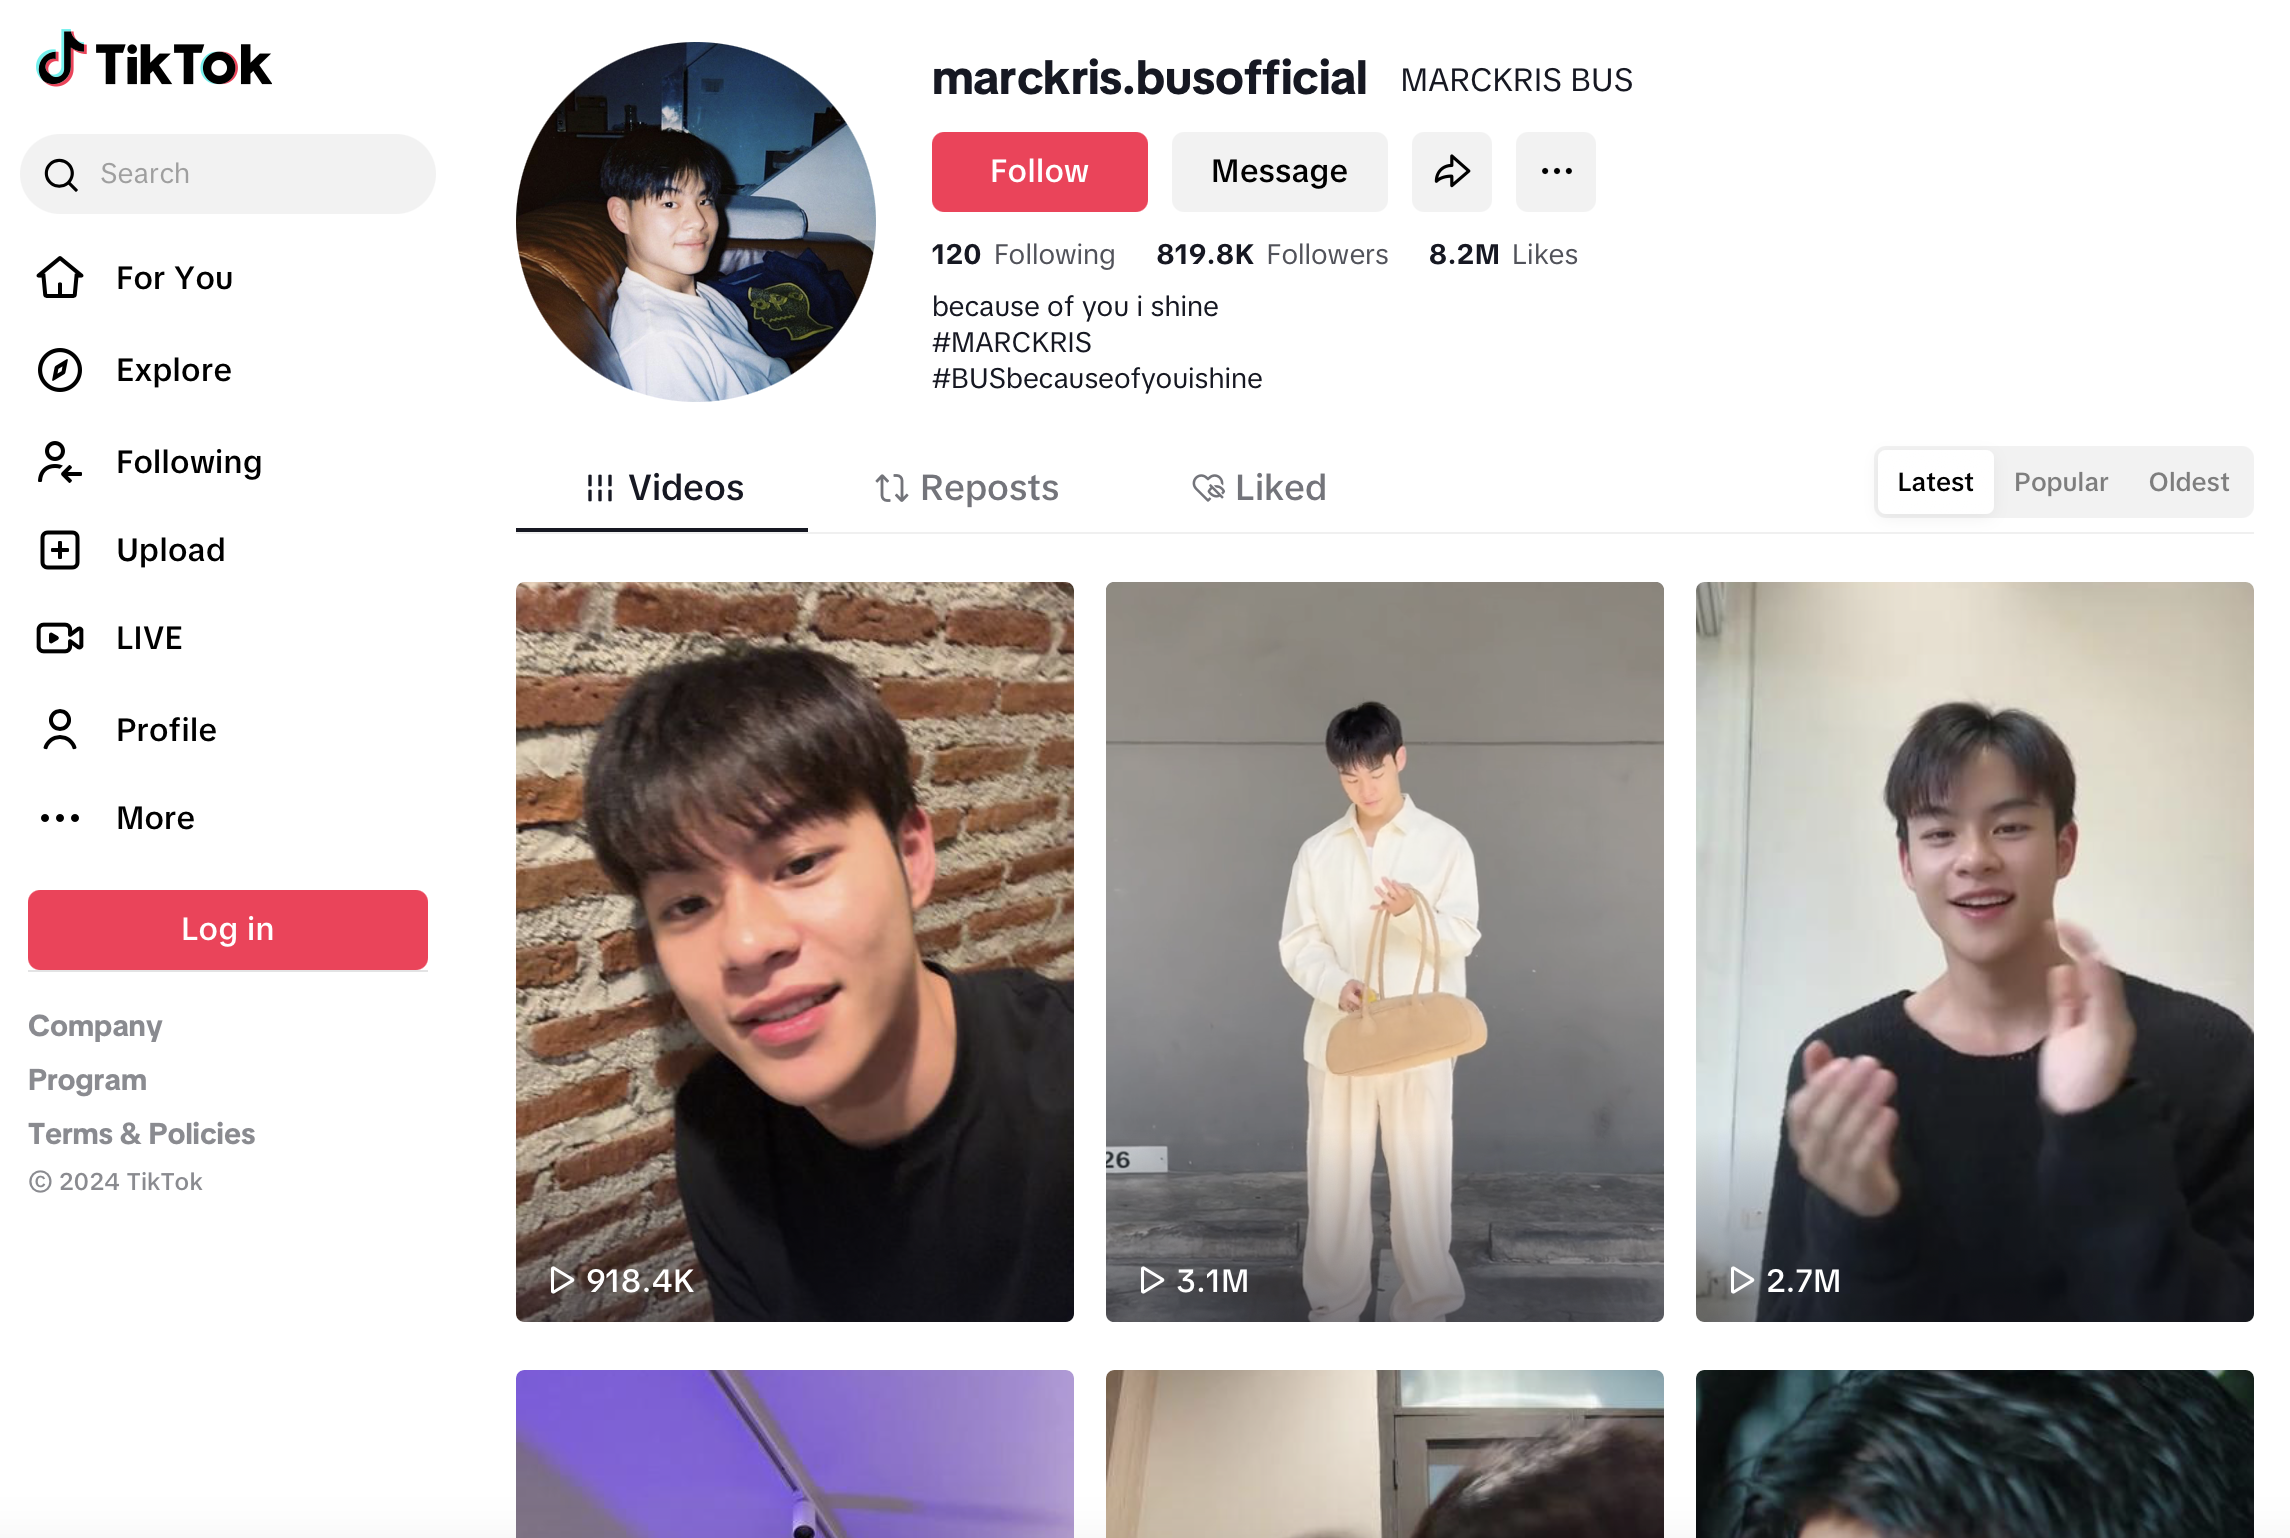 TikTok
Search
For You
Explore
Following
Upload
LIVE
Profile
More
Log in
Company
Program
Terms & Policies
© 2024 TikTok
marckris.busofficial MARCKRIS BUS
Follow Message
120 Following 819.8K Followers 8.2M Likes
because of you i shine
#MARCKRIS
#BUSbecauseofyouishine
Videos Reposts Liked
Latest Popular Oldest
26
918.4K
3.1M
2.7M